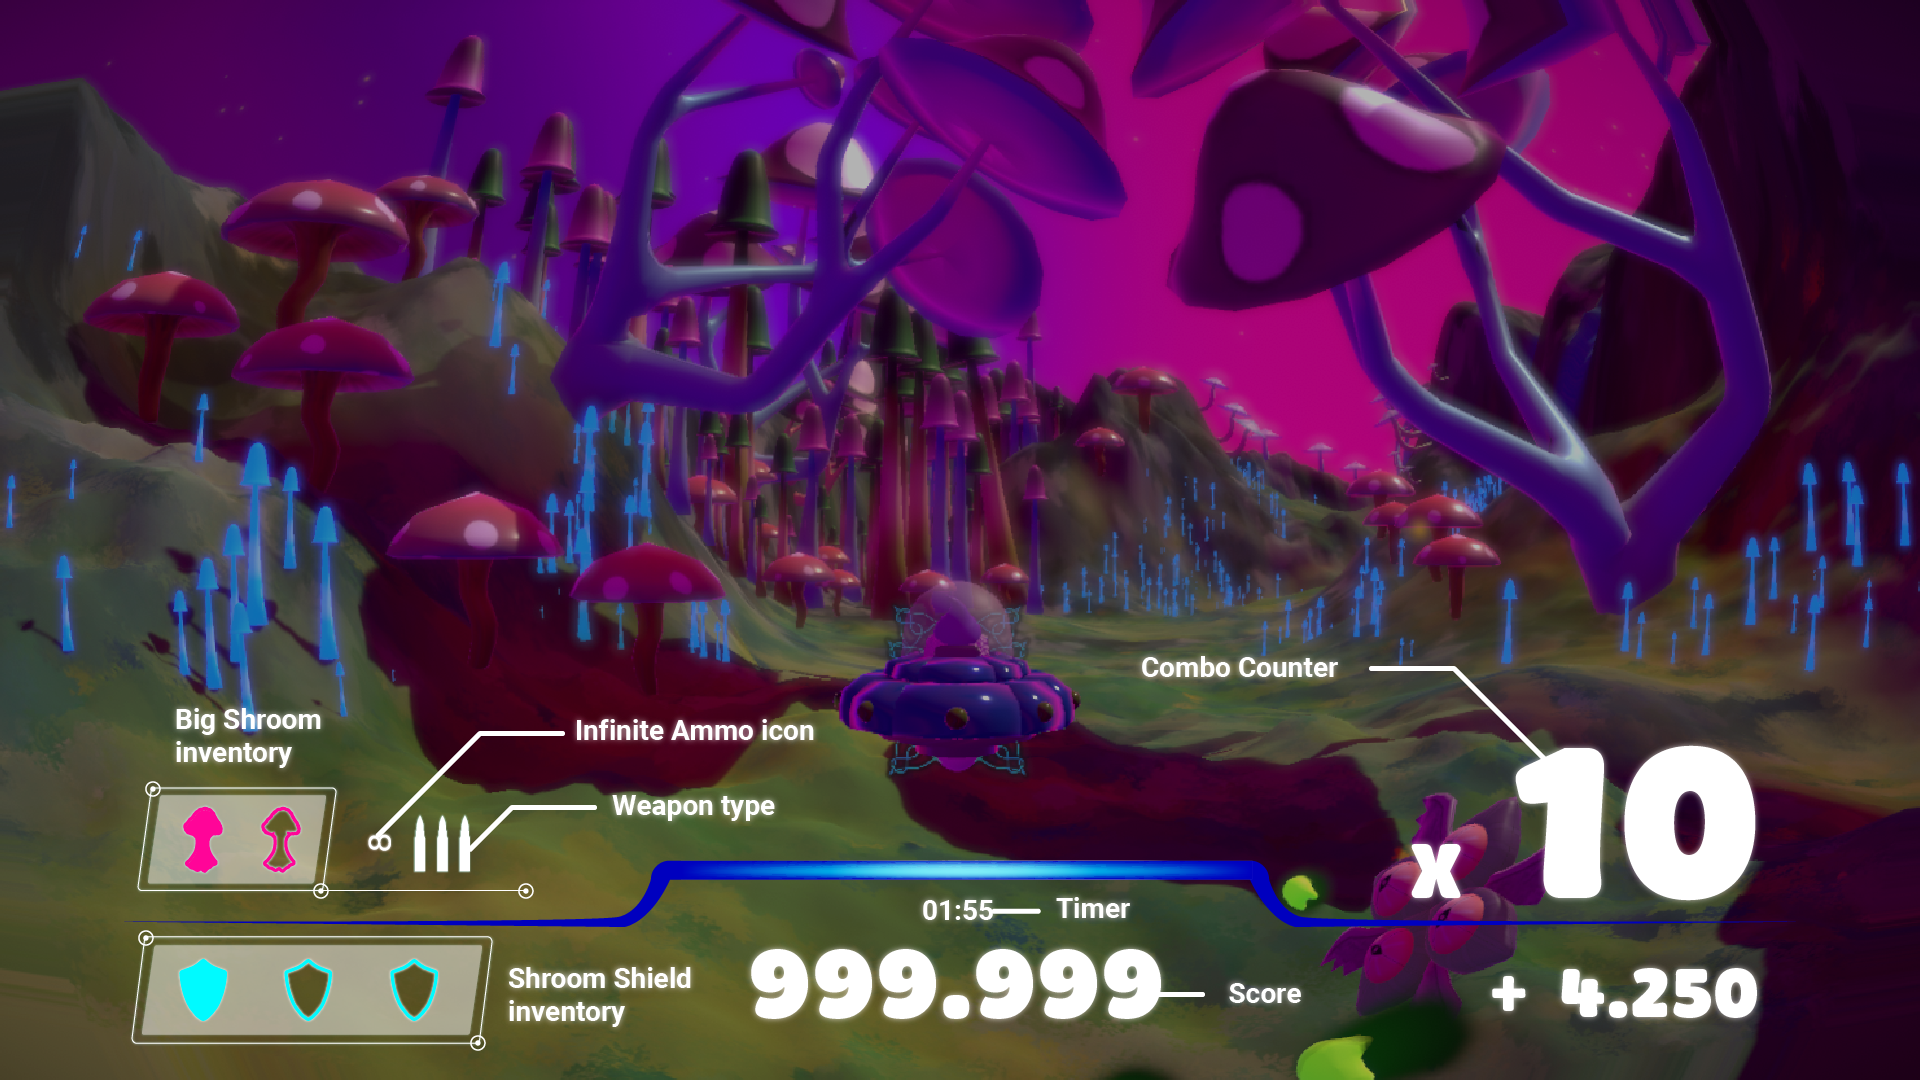 Combo Counter
Big Shroom
inventory
Infinite Ammo icon
Weapon type
∞
x10
01:55
Timer
Shroom Shield
inventory
999.999
Score
+ 4.250